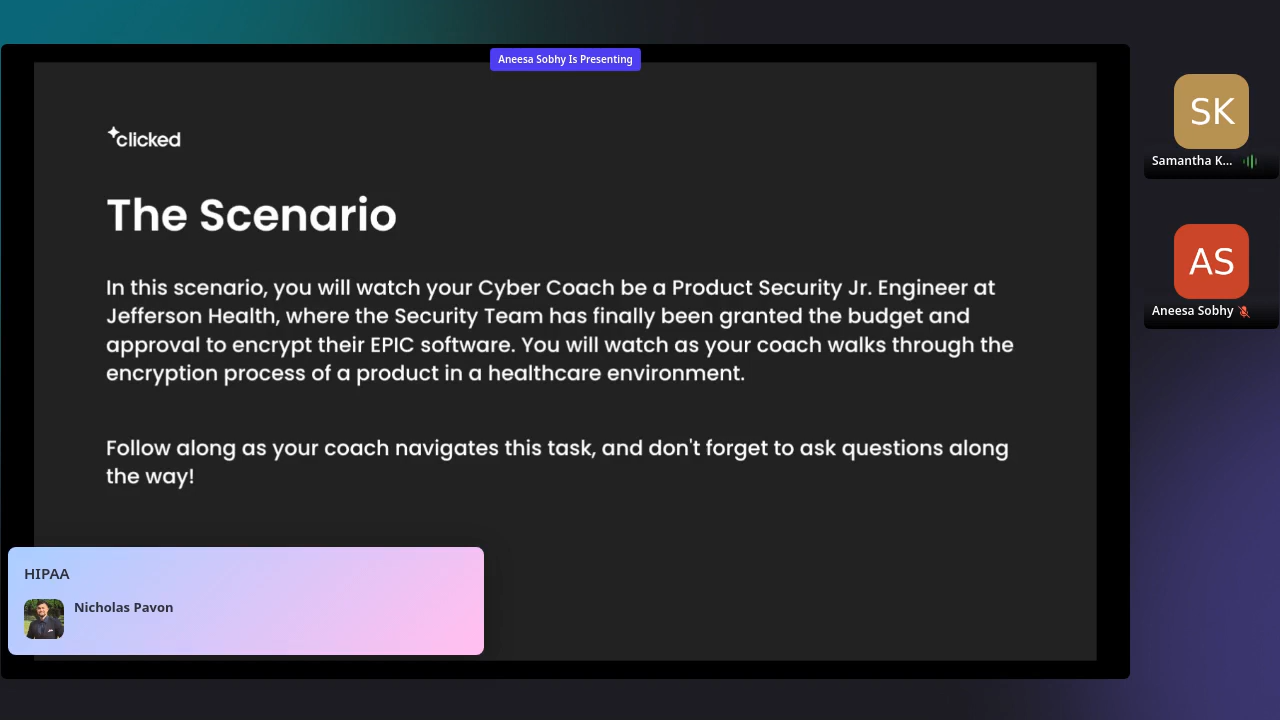 Aneesa Sobhy Is Presenting
clicked
The Scenario
In this scenario, you will watch your Cyber Coach be a Product Security Jr. Engineer at
Jefferson Health, where the Security Team has finally been granted the budget and
approval to encrypt their EPIC software. You will watch as your coach walks through the
encryption process of a product in a healthcare environment.
Follow along as your coach navigates this task, and don't forget to ask questions along
the way!
HIPAA
Nicholas Pavon
SK
Samantha K...
AS
Aneesa Sobhy